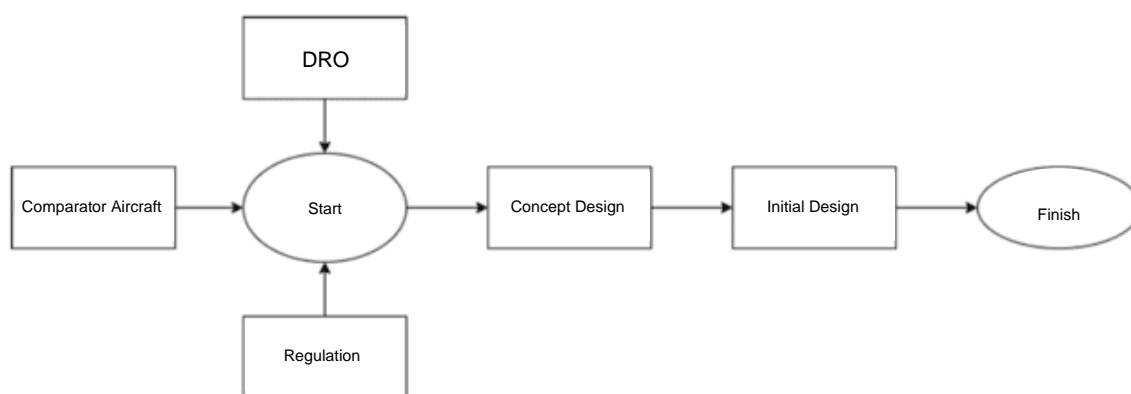 DRO
Comparator Aircraft
Start
Concept Design
Initial Design
Finish
Regulation